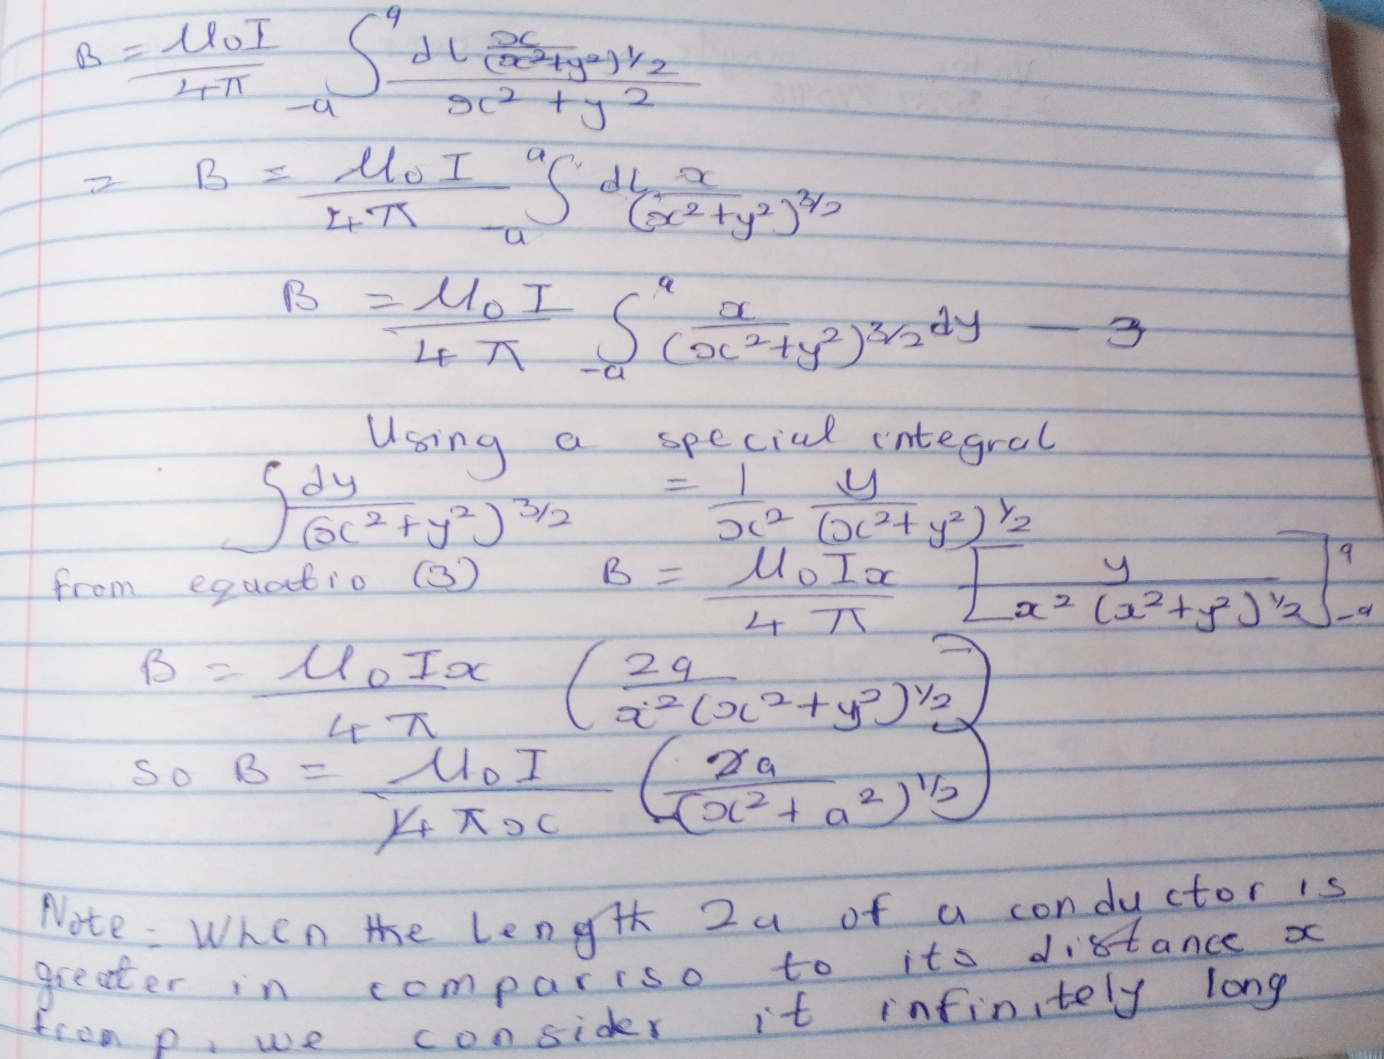 B = μ₀I/4π ∫₋ₐᵃ dl x/(x²+y²)^1/2 / x² + y²
= B = μ₀I/4π ∫₋ₐᵃ dl x/(x²+y²)^3/2
B = μ₀I/4π ∫₋ₐᵃ x/(x²+y²)^3/2 dy — 3
Using a special integral
∫ dy/(x²+y²)^3/2 = 1/x² y/(x²+y²)^1/2
from equatio (3) B = μ₀Ix/4π [y/x²(x²+y²)^1/2]₋ₐᵃ
B = μ₀Ix/4π (2a/x²(x²+y²)^1/2)
So B = μ₀I/4πx (2a/(x²+a²)^1/2)
Note - When the length 2a of a conductor is
greater in compariso to its distance x
from p, we consider it infinitely long